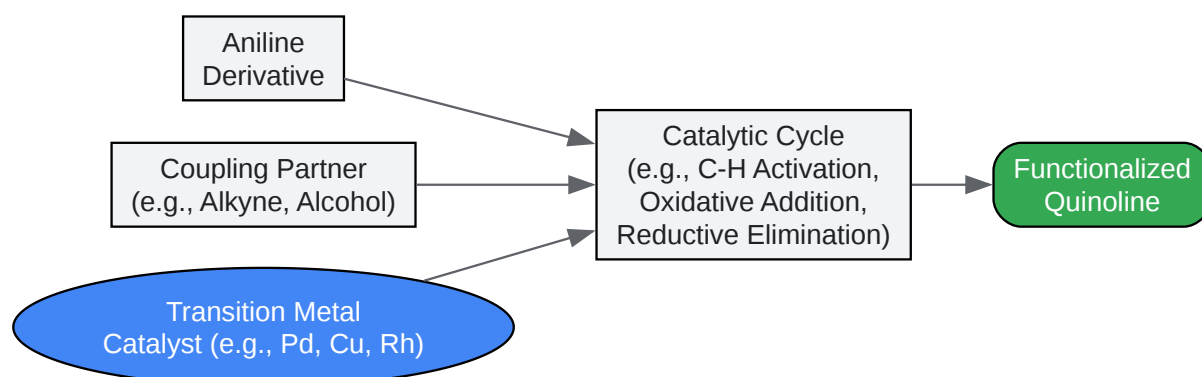 Aniline
Derivative
Coupling Partner
(e.g., Alkyne, Alcohol)
Transition Metal
Catalyst (e.g., Pd, Cu, Rh)
Catalytic Cycle
(e.g., C-H Activation,
Oxidative Addition,
Reductive Elimination)
Functionalized
Quinoline